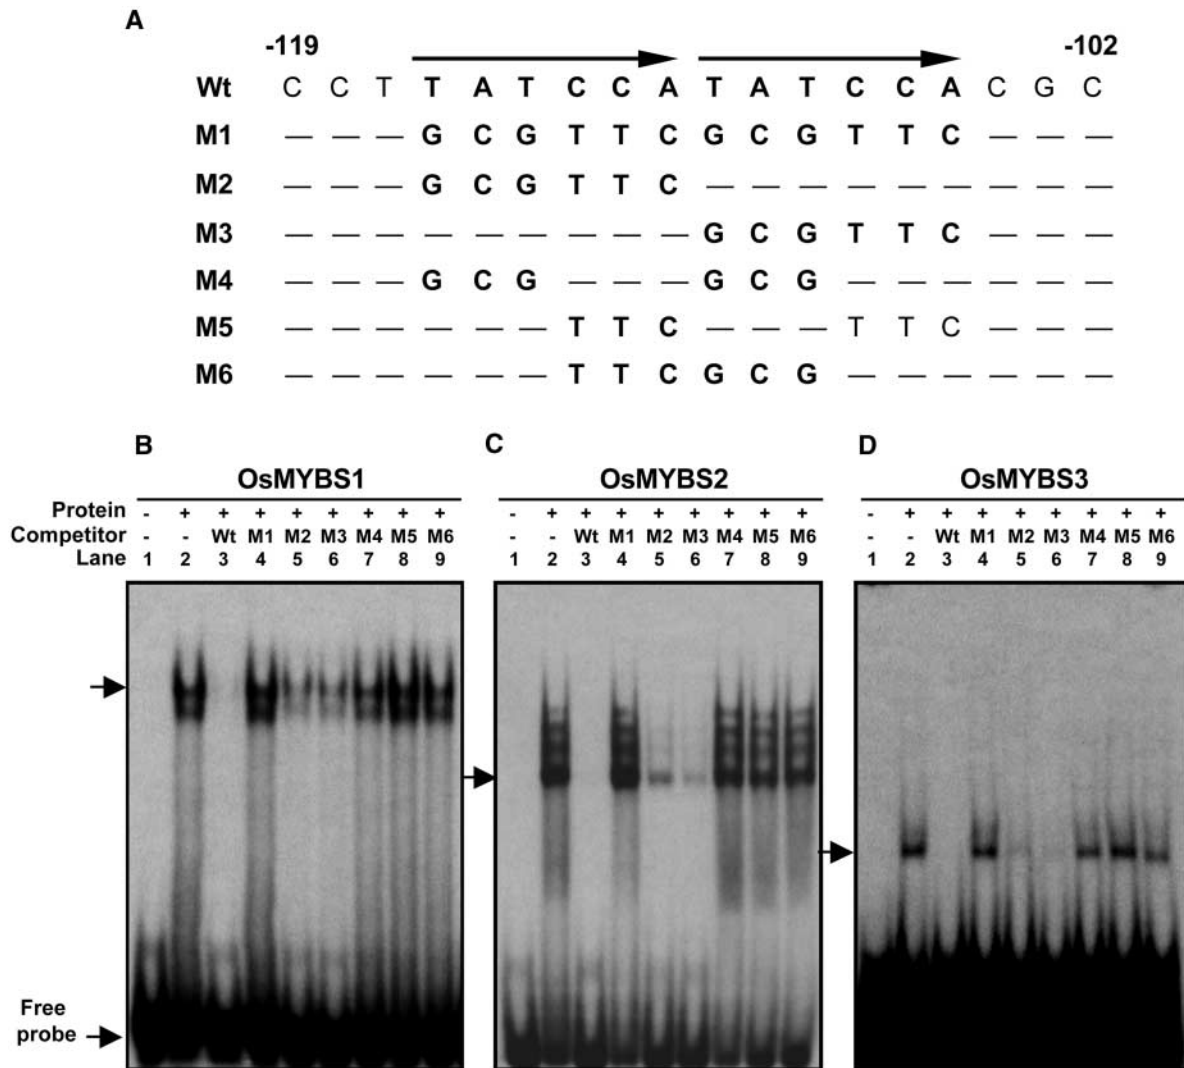 A
-119 -102
Wt C C T T A T C C A T A T C C A C G C
M1 — — — G C G T T C G C G T T C — — —
M2 — — — G C G T T C — — — — — — — — —
M3 — — — — — — — — — G C G T T C — — —
M4 — — — G C G — — — G C G — — — — — —
M5 — — — — — — T T C — — — T T C — — —
M6 — — — — — — T T C G C G — — — — — —
B C D
OsMYBS1 OsMYBS2 OsMYBS3
Protein - + + + + + + + + - + + + + + + + + - + + + + + + + +
Competitor - - Wt M1 M2 M3 M4 M5 M6 - - Wt M1 M2 M3 M4 M5 M6 - - Wt M1 M2 M3 M4 M5 M6
Lane 1 2 3 4 5 6 7 8 9 1 2 3 4 5 6 7 8 9 1 2 3 4 5 6 7 8 9
Free
probe